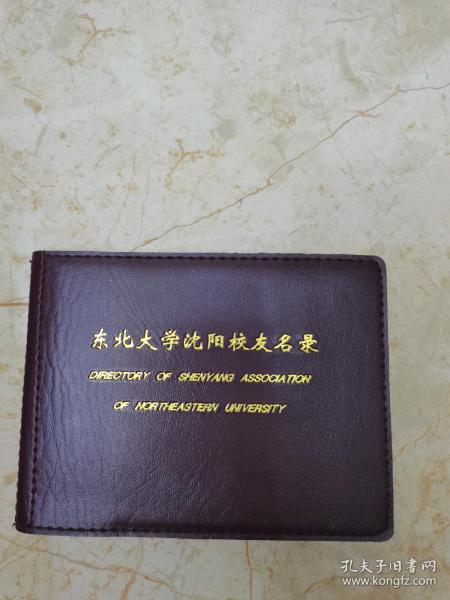 东北大学沈阳校友名录
DIRECTORY OF SHENYANG ASSOCIATION
OF NORTHEASTERN UNIVERSITY
孔夫子旧书网
www.kongfz.com